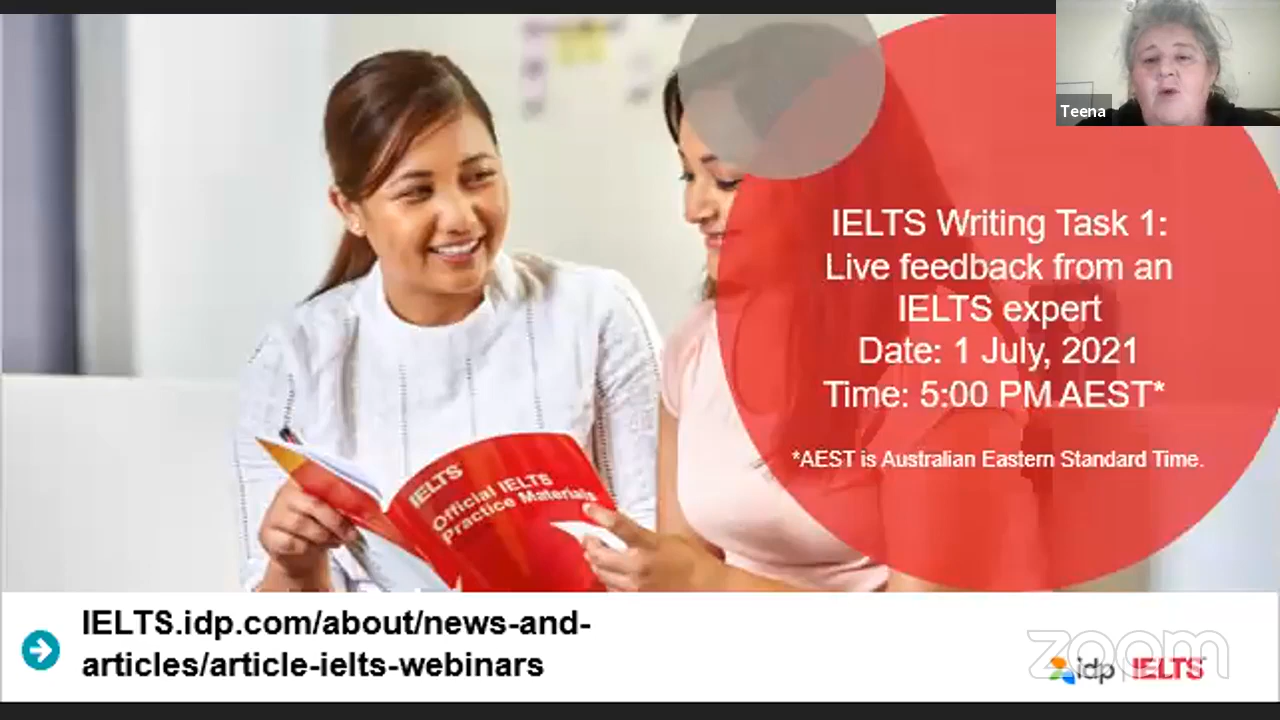 Teena
IELTS Writing Task 1:
Live feedback from an
IELTS expert
Date: 1 July, 2021
Time: 5:00 PM AEST*
*AEST is Australian Eastern Standard Time.
IELTS
Official IELTS
Practice Materials
IELTS.idp.com/about/news-and-
articles/article-ielts-webinars
zoom
idp IELTS